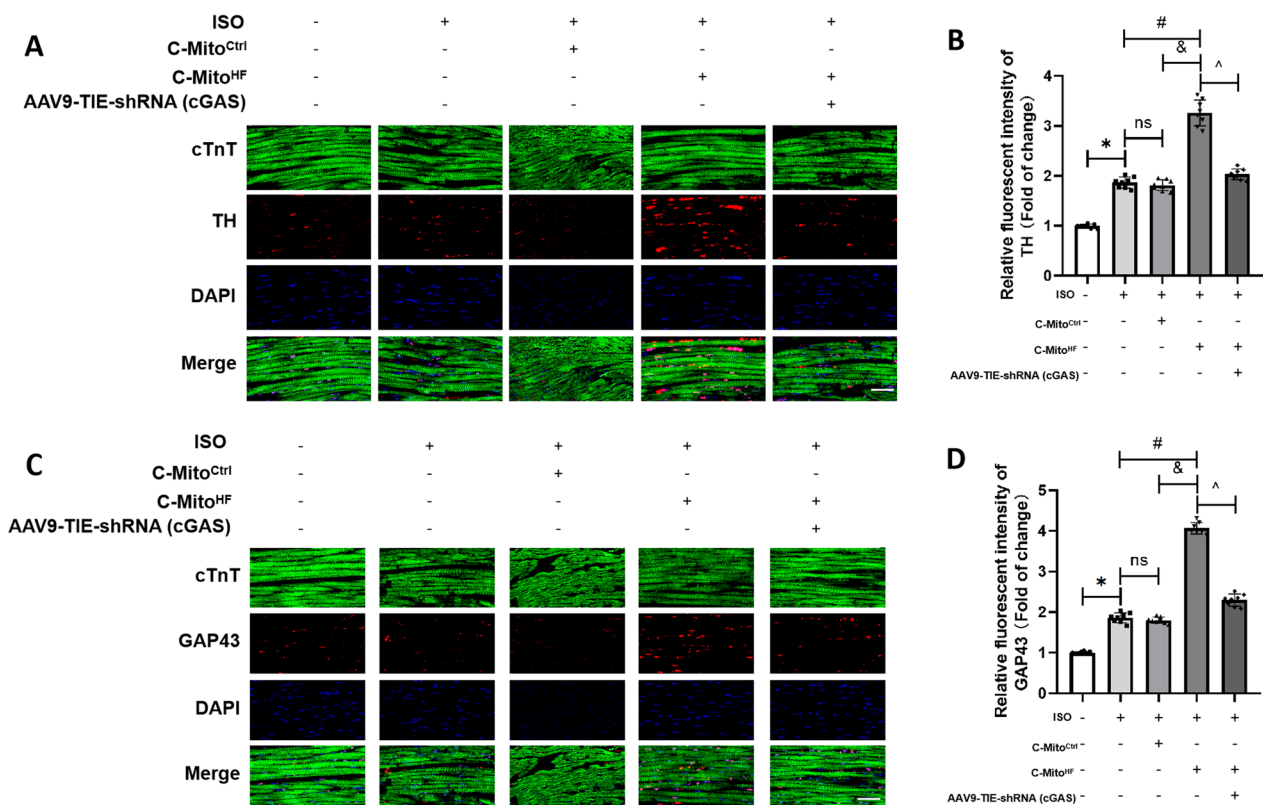 A
ISO - + + + +
C-Mito^Ctrl - - + - -
C-Mito^HF - - - + +
AAV9-TIE-shRNA (cGAS) - - - - +
cTnT
TH
DAPI
Merge
B
Relative fluorescent intensity of
TH (Fold of change)
4
3
2
1
0
#
&
^
ns
*
ISO - + + + +
C-Mito^Ctrl - - + - -
C-Mito^HF - - - + +
AAV9-TIE-shRNA (cGAS) - - - - +
C
ISO - + + + +
C-Mito^Ctrl - - + - -
C-Mito^HF - - - + +
AAV9-TIE-shRNA (cGAS) - - - - +
cTnT
GAP43
DAPI
Merge
D
Relative fluorescent intensity of
GAP43 (Fold of change)
5
4
3
2
1
0
#
&
^
ns
*
ISO - + + + +
C-Mito^Ctrl - - + - -
C-Mito^HF - - - + +
AAV9-TIE-shRNA (cGAS) - - - - +